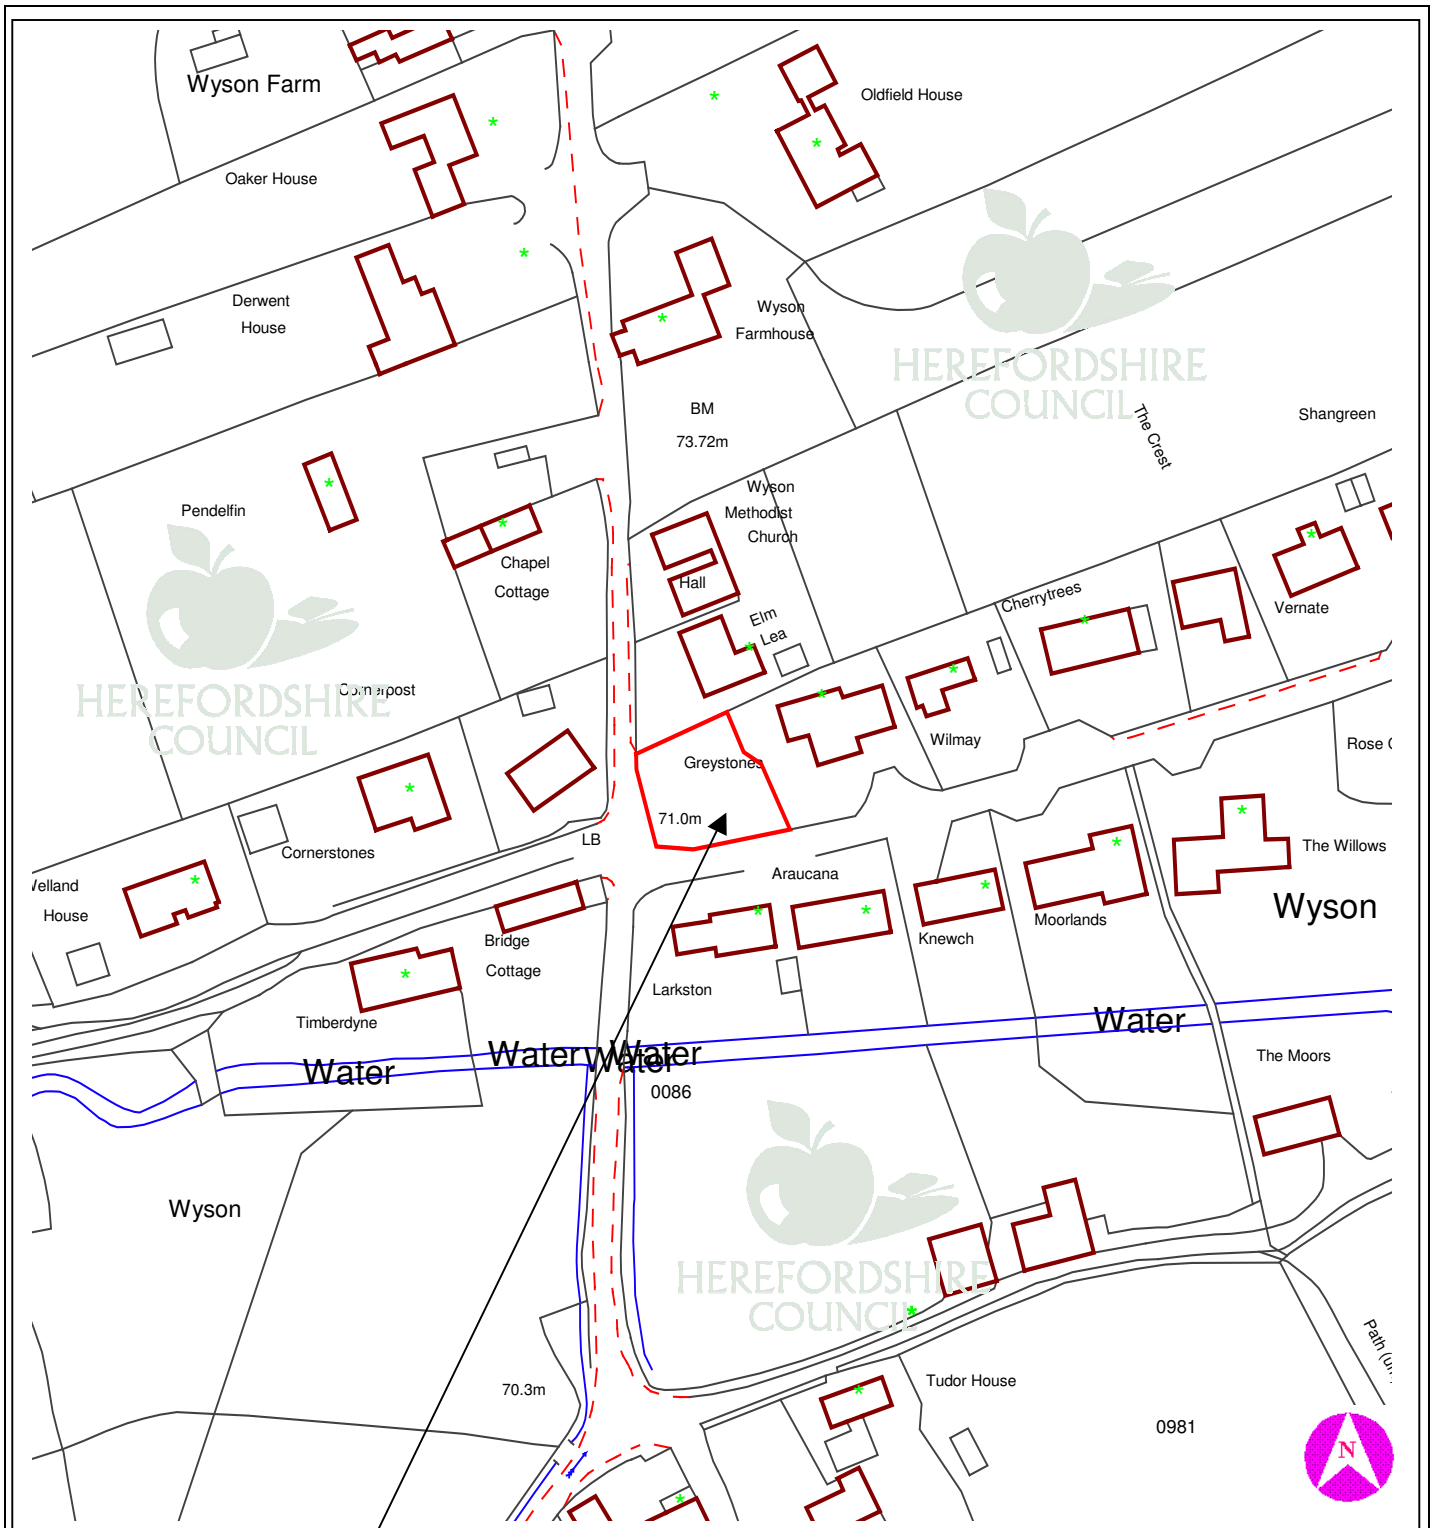 Wyson Farm
Oldfield House
Oaker House
Derwent
House
Wyson
Farmhouse
HEREFORDSHIRE
COUNCIL
BM
73.72m
The Crest
Shangreen
Wyson
Methodist
Church
Pendelfin
Chapel
Cottage
Hall
Elm
Lea
Cherrytrees
Vernate
HEREFORDSHIRE
COUNCIL
Cornerpost
Wilmay
Rose
Greystones
71.0m
LB
Cornerstones
The Willows
Araucana
House
Wyson
Moorlands
Knewch
Bridge
Cottage
Larkston
Timberdyne
Water
Water
Water
Water
Water
The Moors
0086
Wyson
HEREFORDSHIRE
COUNCIL
Path
70.3m
Tudor House
0981
N